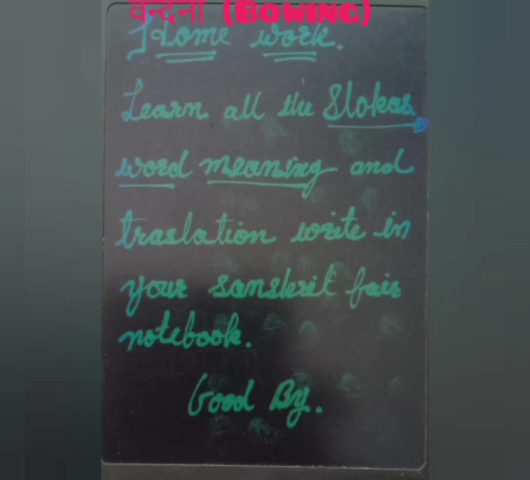 वन्दना (BOWING)
Home work.
Learn all the Slokas
word meaning and
traslation write in
your sanskrit fair
notebook.
Good By.